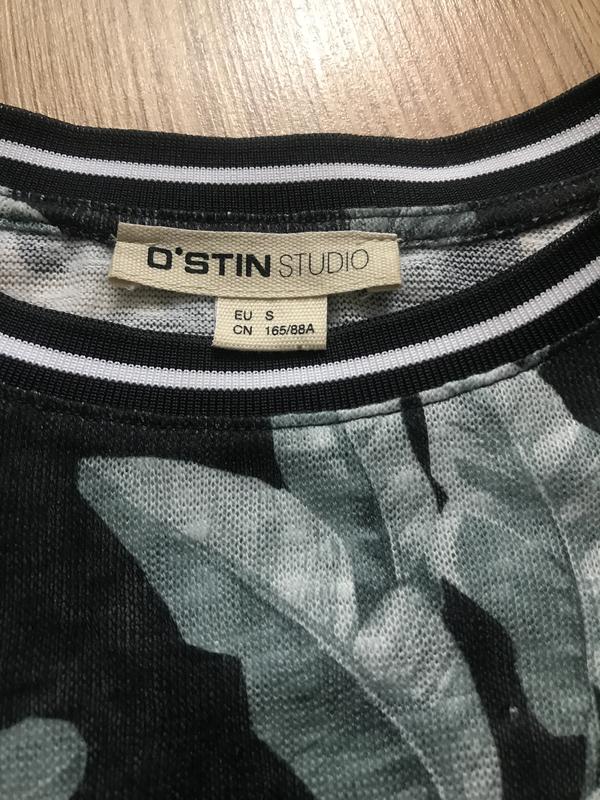 O'STIN STUDIO
EU S
CN 165/88A